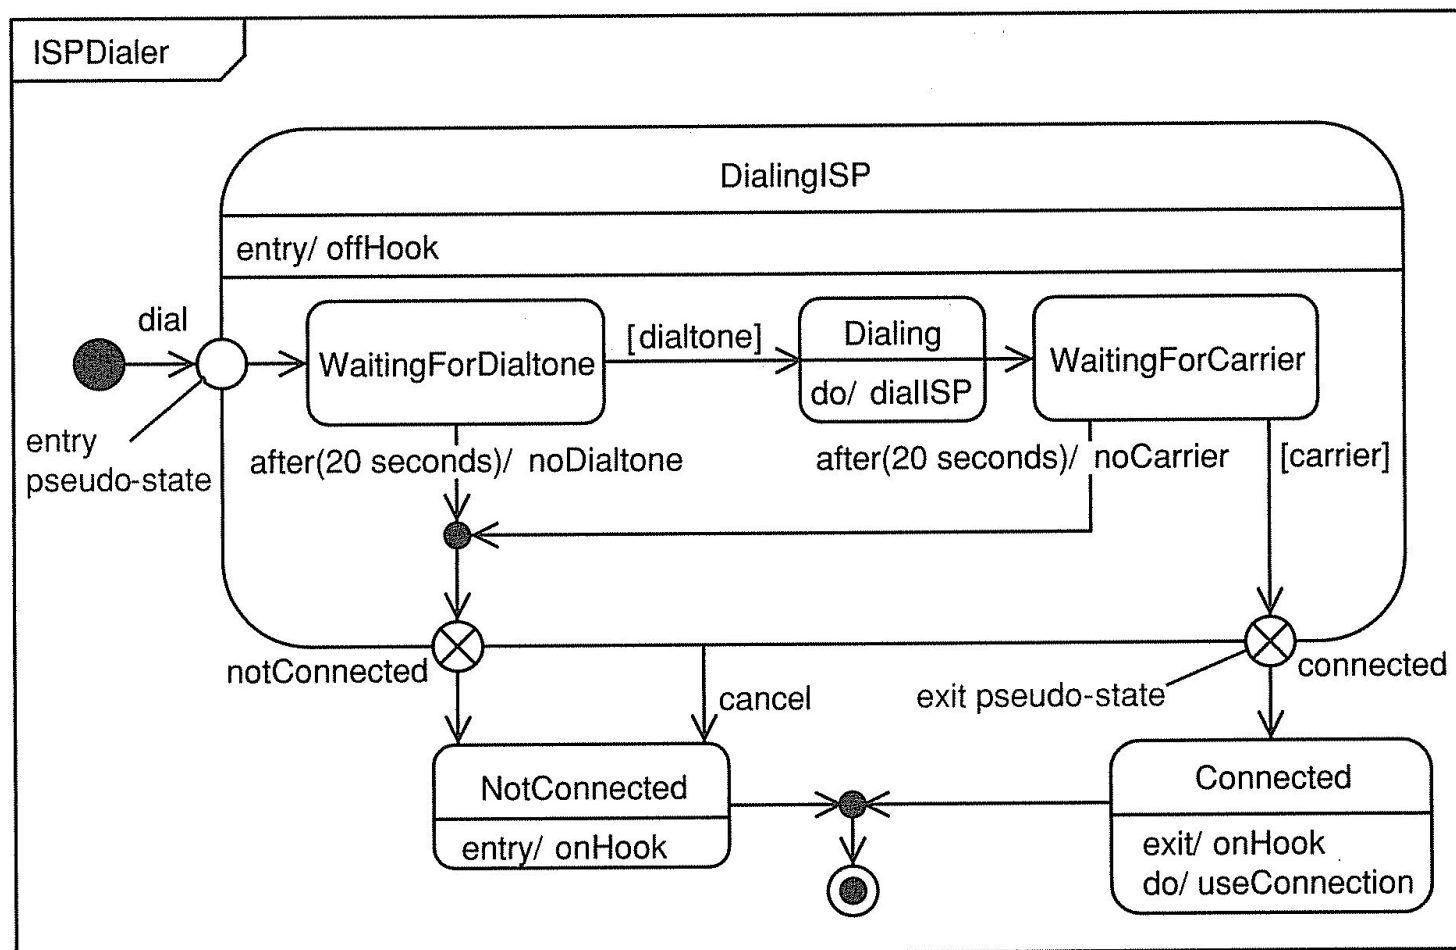 ISPDialer
DialingISP
entry/ offHook
dial
WaitingForDialtone
[dialtone]
Dialing
do/ dialISP
WaitingForCarrier
entry
pseudo-state
after(20 seconds)/ noDialtone
after(20 seconds)/ noCarrier
[carrier]
notConnected
cancel
exit pseudo-state
connected
NotConnected
entry/ onHook
Connected
exit/ onHook
do/ useConnection